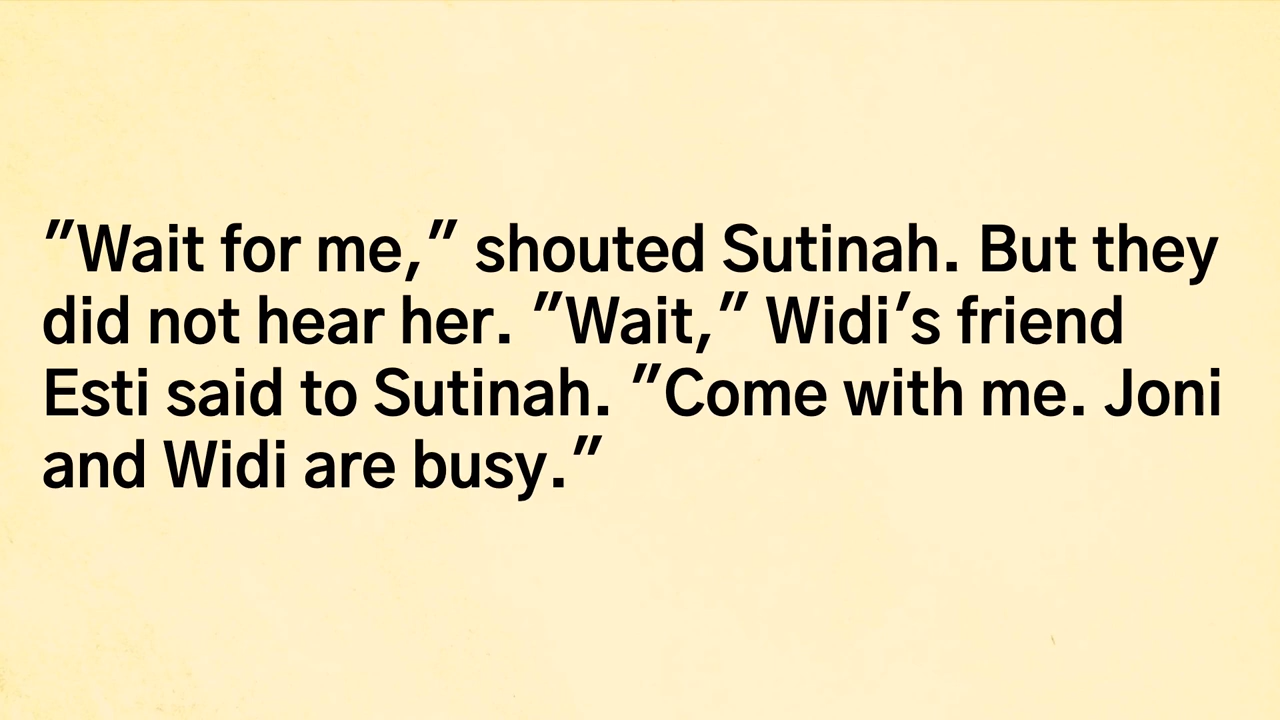 "Wait for me," shouted Sutinah. But they
did not hear her. "Wait," Widi's friend
Esti said to Sutinah. "Come with me. Joni
and Widi are busy."